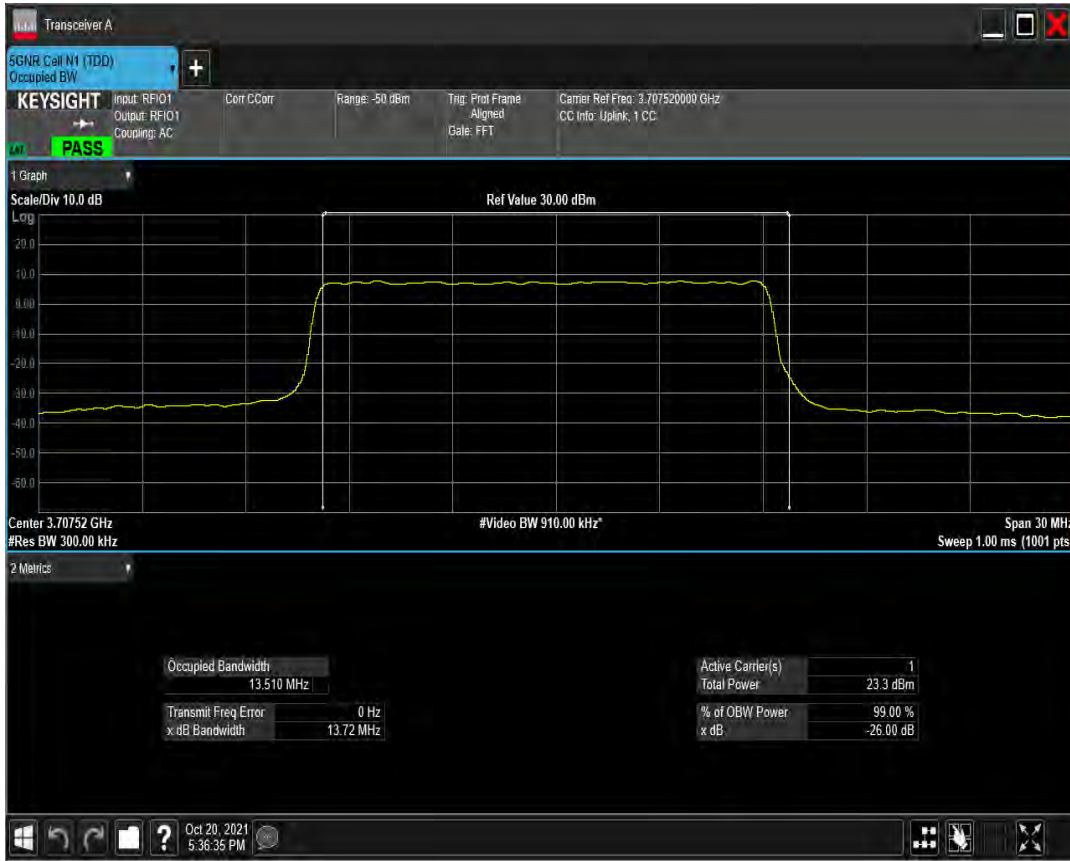 Transceiver A
5GNR Cell N1 (TDD)
Occupied BW
+
KEYSIGHT
Input: RFIO1
Output: RFIO1
Coupling: AC
Corr CCorr
Range: -50 dBm
Trig: Prot Frame
Aligned
Gate: FFT
Carrier Ref Freq: 3.707520000 GHz
CC Info: Uplink, 1 CC
PASS
1 Graph
Scale/Div 10.0 dB
Ref Value 30.00 dBm
Log
20.0
10.0
0.00
-10.0
-20.0
-30.0
-40.0
-50.0
-60.0
Center 3.70752 GHz
#Video BW 910.00 kHz*
Span 30 MHz
#Res BW 300.00 kHz
Sweep 1.00 ms (1001 pts
2 Metrics
Occupied Bandwidth
13.510 MHz
Transmit Freq Error 0 Hz
x dB Bandwidth 13.72 MHz
Active Carrier(s) 1
Total Power 23.3 dBm
% of OBW Power 99.00 %
x dB -26.00 dB
?
Oct 20, 2021
5:36:35 PM